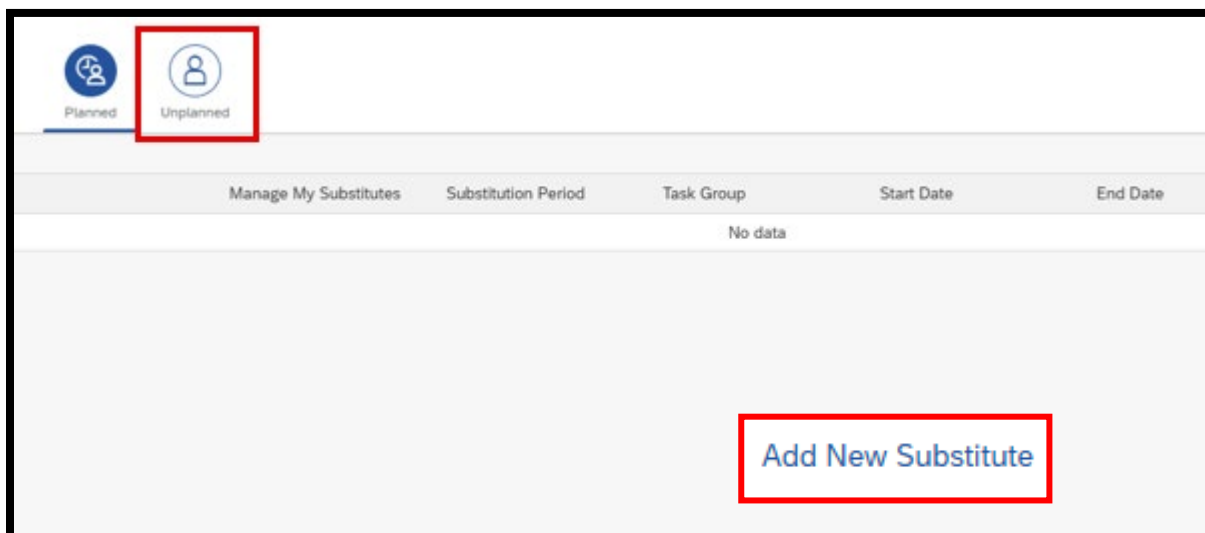 Planned Unplanned
Manage My Substitutes Substitution Period Task Group Start Date End Date
No data
Add New Substitute